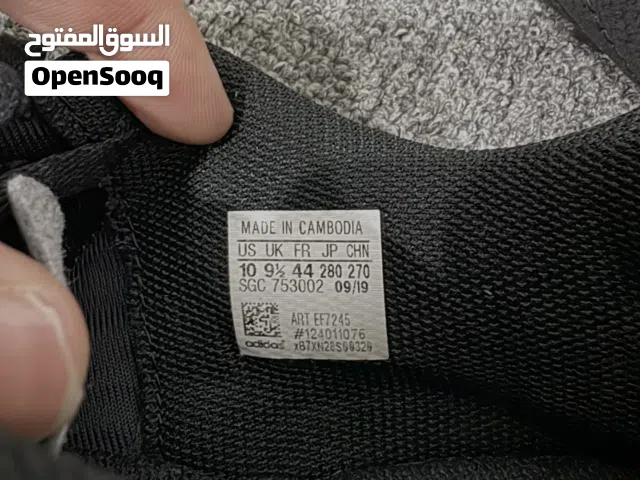 السوق المفتوح
OpenSooq
MADE IN CAMBODIA
US UK FR JP CHN
10 9½ 44 280 270
SGC 753002 09/19
ART EF7245
#124011076
adidas